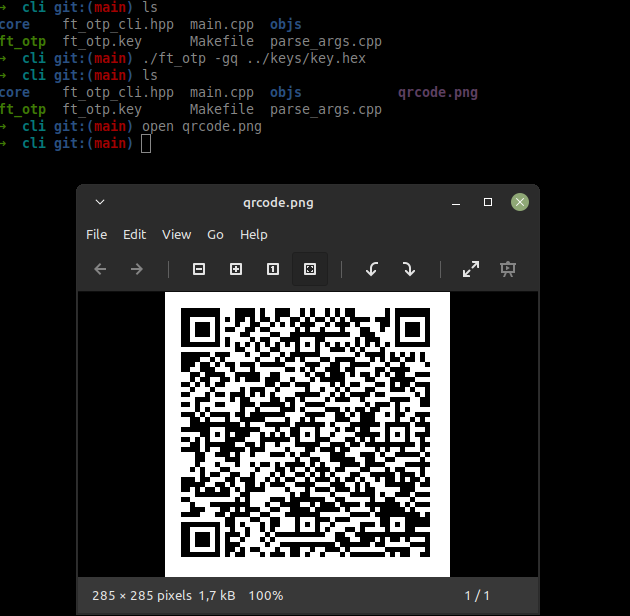 → cli git:(main) ls
core ft_otp_cli.hpp main.cpp objs
ft_otp ft_otp.key Makefile parse_args.cpp
→ cli git:(main) ./ft_otp -gq ../keys/key.hex
→ cli git:(main) ls
core ft_otp_cli.hpp main.cpp objs qrcode.png
ft_otp ft_otp.key Makefile parse_args.cpp
→ cli git:(main) open qrcode.png
→ cli git:(main)
qrcode.png
File Edit View Go Help
285 × 285 pixels 1,7 kB 100% 1 / 1